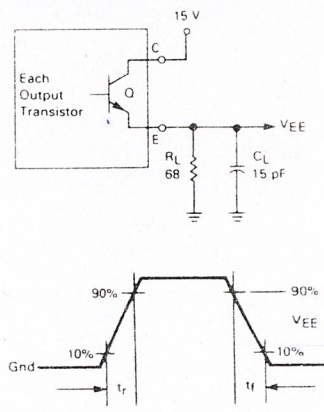 15 V
C
Each
Output
Transistor
Q
E
VEE
RL
68
CL
15 pF
90%
90%
VEE
10%
10%
Gnd
tr
tf